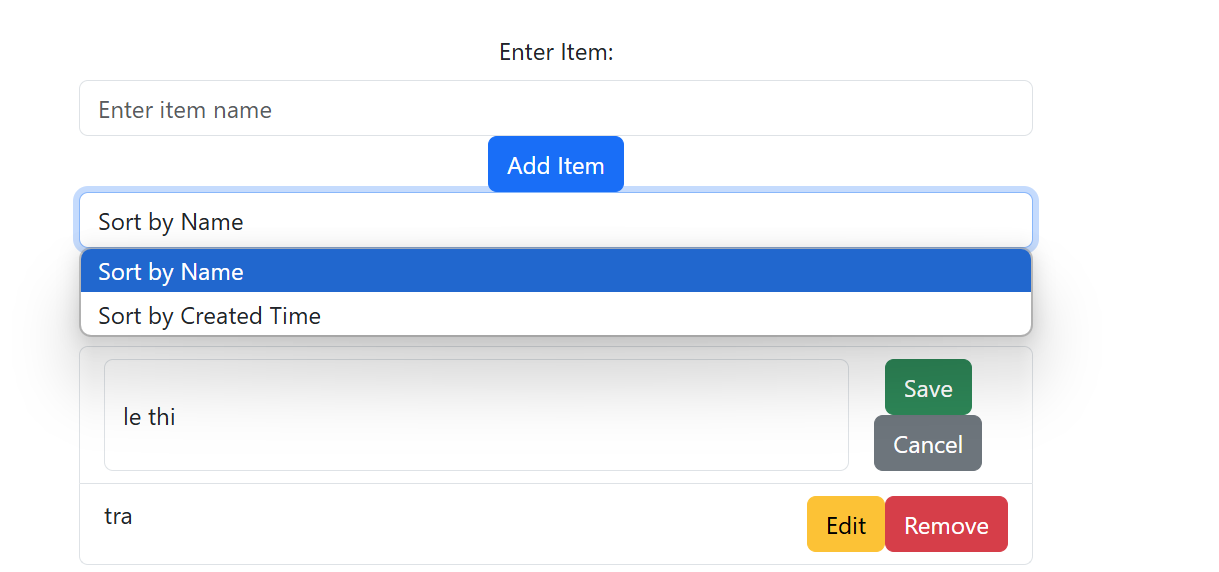 Enter Item:
Enter item name
Add Item
Sort by Name
Sort by Name
Sort by Created Time
le thi
Save
Cancel
tra
Edit
Remove